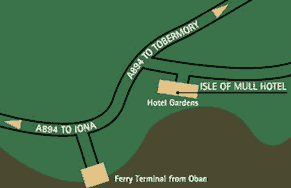 A894 TO TOBERMORY
ISLE OF MULL HOTEL
Hotel Gardens
A894 TO IONA
Ferry Terminal from Oban